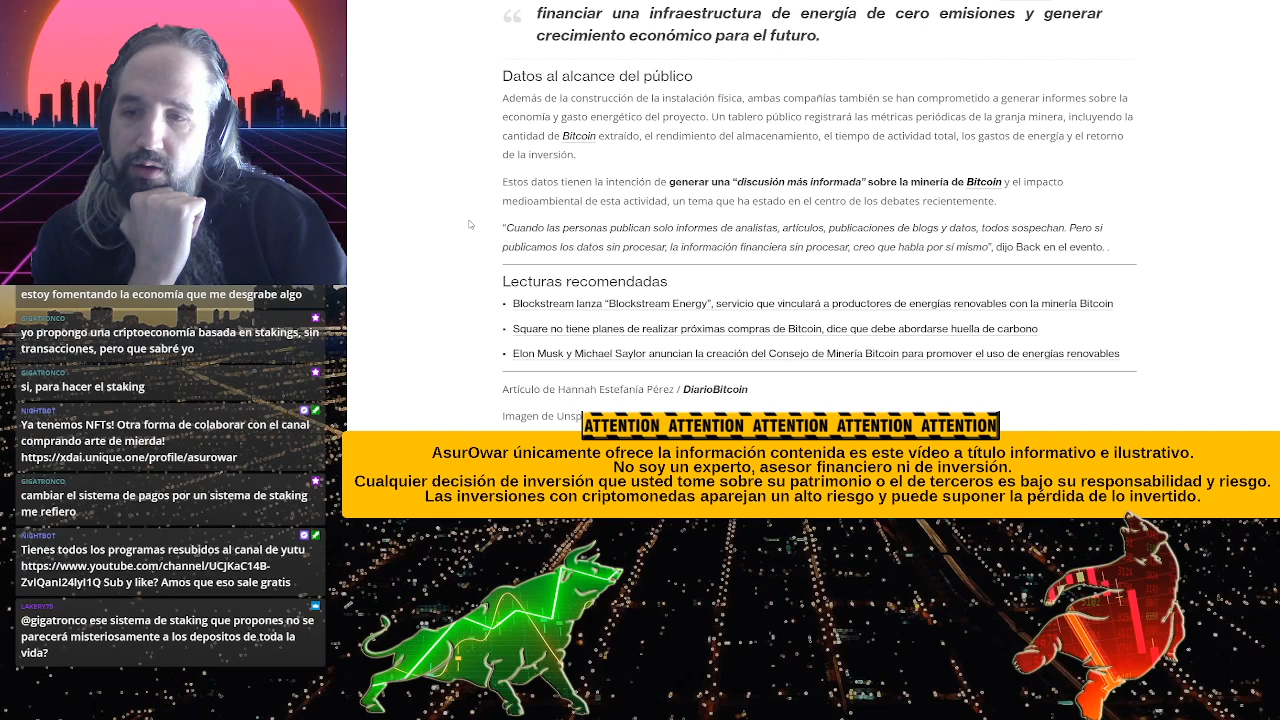 financiar una infraestructura de energía de cero emisiones y generar
crecimiento económico para el futuro.
Datos al alcance del público
Además de la construcción de la instalación física, ambas compañías también se han comprometido a generar informes sobre la
economía y gasto energético del proyecto. Un tablero público registrará las métricas periódicas de la granja minera, incluyendo la
cantidad de Bitcoin extraído, el rendimiento del almacenamiento, el tiempo de actividad total, los gastos de energía y el retorno
de la inversión.
Estos datos tienen la intención de generar una “discusión más informada” sobre la minería de Bitcoin y el impacto
medioambiental de esta actividad, un tema que ha estado en el centro de los debates recientemente.
“Cuando las personas publican solo informes de analistas, artículos, publicaciones de blogs y datos, todos sospechan. Pero si
publicamos los datos sin procesar, la información financiera sin procesar, creo que habla por sí mismo”, dijo Back en el evento. .
Lecturas recomendadas
• Blockstream lanza “Blockstream Energy”, servicio que vinculará a productores de energías renovables con la minería Bitcoin
• Square no tiene planes de realizar próximas compras de Bitcoin, dice que debe abordarse huella de carbono
• Elon Musk y Michael Saylor anuncian la creación del Consejo de Minería Bitcoin para promover el uso de energías renovables
Artículo de Hannah Estefanía Pérez / DiarioBitcoin
Imagen de Unsp
ATTENTION ATTENTION ATTENTION ATTENTION ATTENTION
AsurOwar únicamente ofrece la información contenida es este vídeo a título informativo e ilustrativo.
No soy un experto, asesor financiero ni de inversión.
Cualquier decisión de inversión que usted tome sobre su patrimonio o el de terceros es bajo su responsabilidad y riesgo.
Las inversiones con criptomonedas aparejan un alto riesgo y puede suponer la pérdida de lo invertido.
estoy fomentando la economía que me desgrabe algo
GIGATRONCO
yo propongo una criptoeconomia basada en stakings, sin
transacciones, pero que sabré yo
GIGATRONCO
si, para hacer el staking
NIGHTBOT
Ya tenemos NFTs! Otra forma de colaborar con el canal
comprando arte de mierda!
https://xdai.unique.one/profile/asurowar
GIGATRONCO
cambiar el sistema de pagos por un sistema de staking
me refiero
NIGHTBOT
Tienes todos los programas resubidos al canal de yutu
https://www.youtube.com/channel/UCJKaC14B-
ZvIQanI24lyI1Q Sub y like? Amos que eso sale gratis
LAKERY75
@gigatronco ese sistema de staking que propones no se
parecerá misteriosamente a los depositos de toda la
vida?